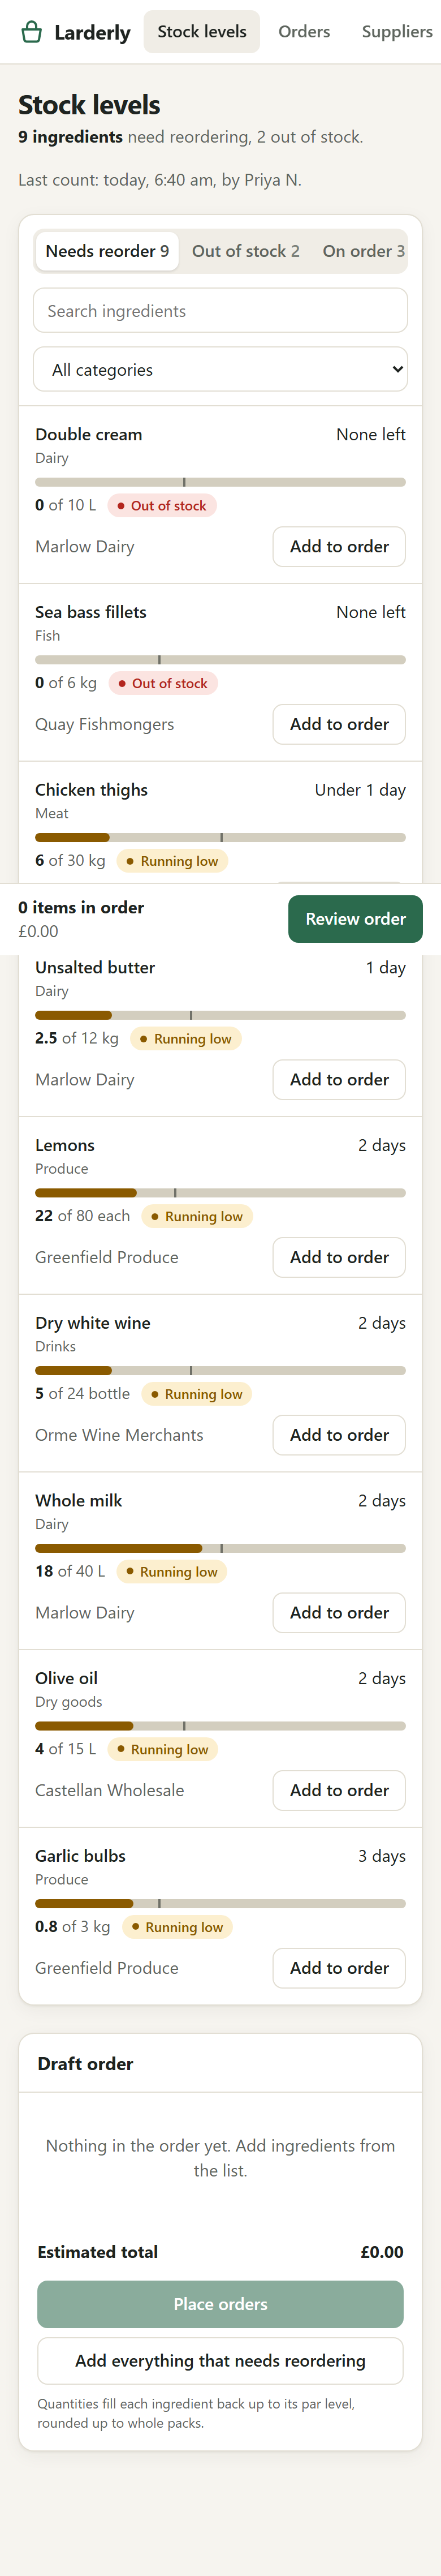 Larderly
Stock levels
Orders
Suppliers
Stock levels
9 ingredients need reordering, 2 out of stock.
Last count: today, 6:40 am, by Priya N.
Needs reorder 9
Out of stock 2
On order 3
Search ingredients
All categories
Double cream
None left
Dairy
0 of 10 L
Out of stock
Marlow Dairy
Add to order
Sea bass fillets
None left
Fish
0 of 6 kg
Out of stock
Quay Fishmongers
Add to order
Chicken thighs
Under 1 day
Meat
6 of 30 kg
Running low
0 items in order
£0.00
Review order
Unsalted butter
1 day
Dairy
2.5 of 12 kg
Running low
Marlow Dairy
Add to order
Lemons
2 days
Produce
22 of 80 each
Running low
Greenfield Produce
Add to order
Dry white wine
2 days
Drinks
5 of 24 bottle
Running low
Orme Wine Merchants
Add to order
Whole milk
2 days
Dairy
18 of 40 L
Running low
Marlow Dairy
Add to order
Olive oil
2 days
Dry goods
4 of 15 L
Running low
Castellan Wholesale
Add to order
Garlic bulbs
3 days
Produce
0.8 of 3 kg
Running low
Greenfield Produce
Add to order
Draft order
Nothing in the order yet. Add ingredients from
the list.
Estimated total
£0.00
Place orders
Add everything that needs reordering
Quantities fill each ingredient back up to its par level,
rounded up to whole packs.